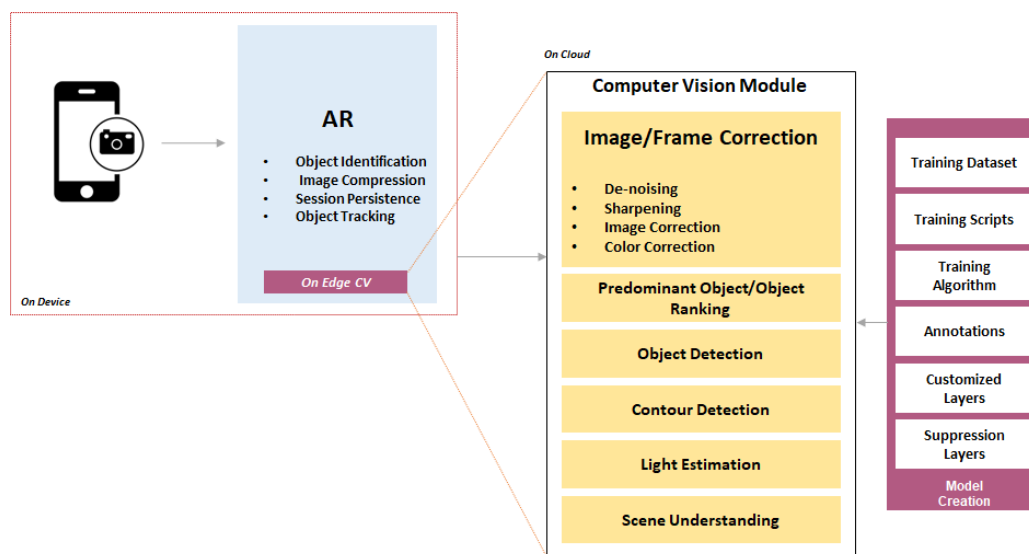 On Cloud
Computer Vision Module
AR
• Object Identification
• Image Compression
• Session Persistence
• Object Tracking
On Edge CV
On Device
Image/Frame Correction
• De-noising
• Sharpening
• Image Correction
• Color Correction
Predominant Object/Object
Ranking
Object Detection
Contour Detection
Light Estimation
Scene Understanding
Training Dataset
Training Scripts
Training
Algorithm
Annotations
Customized
Layers
Suppression
Layers
Model
Creation